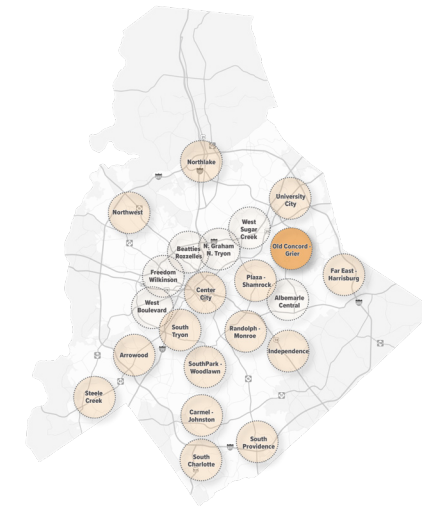 Northlake
University
City
Northwest
West
Sugar
Creek
Beatties
Rozzelles
N. Graham
N. Tryon
Old Concord -
Grier
Freedom
Wilkinson
Plaza -
Shamrock
Far East -
Harrisburg
Center
City
West
Boulevard
Albemarle
Central
South
Tryon
Randolph -
Monroe
Arrowood
Independence
SouthPark -
Woodlawn
Steele
Creek
Carmel -
Johnston
South
Providence
South
Charlotte